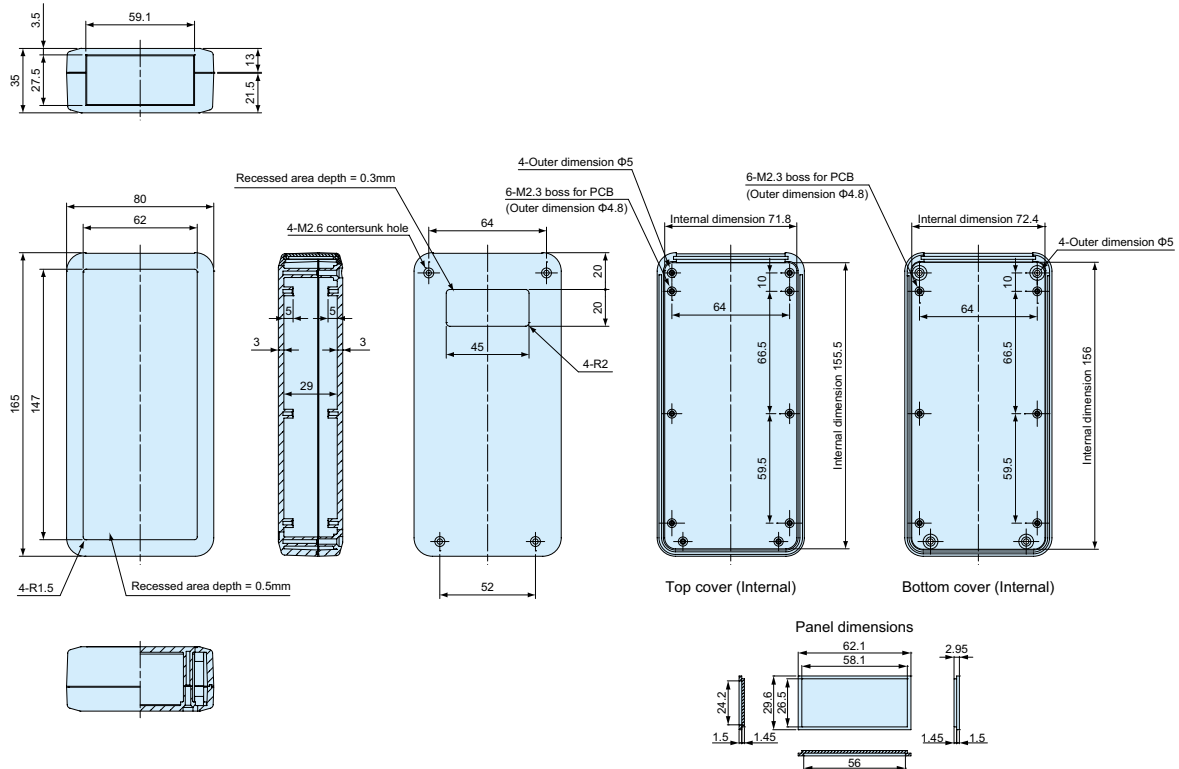 59.1
3.5
35
27.5
13
21.5
4-Outer dimension Φ5
Recessed area depth = 0.3mm
6-M2.3 boss for PCB
(Outer dimension Φ4.8)
6-M2.3 boss for PCB
(Outer dimension Φ4.8)
80
62
4-M2.6 contersunk hole
64
Internal dimension 71.8
Internal dimension 72.4
4-Outer dimension Φ5
20
20
10
10
5
5
64
64
3
3
45
4-R2
66.5
66.5
29
165
147
Internal dimension 155.5
Internal dimension 156
59.5
59.5
4-R1.5
Recessed area depth = 0.5mm
52
Top cover (Internal)
Bottom cover (Internal)
Panel dimensions
62.1
58.1
2.95
24.2
29.6
26.5
1.5
1.45
1.45
1.5
56